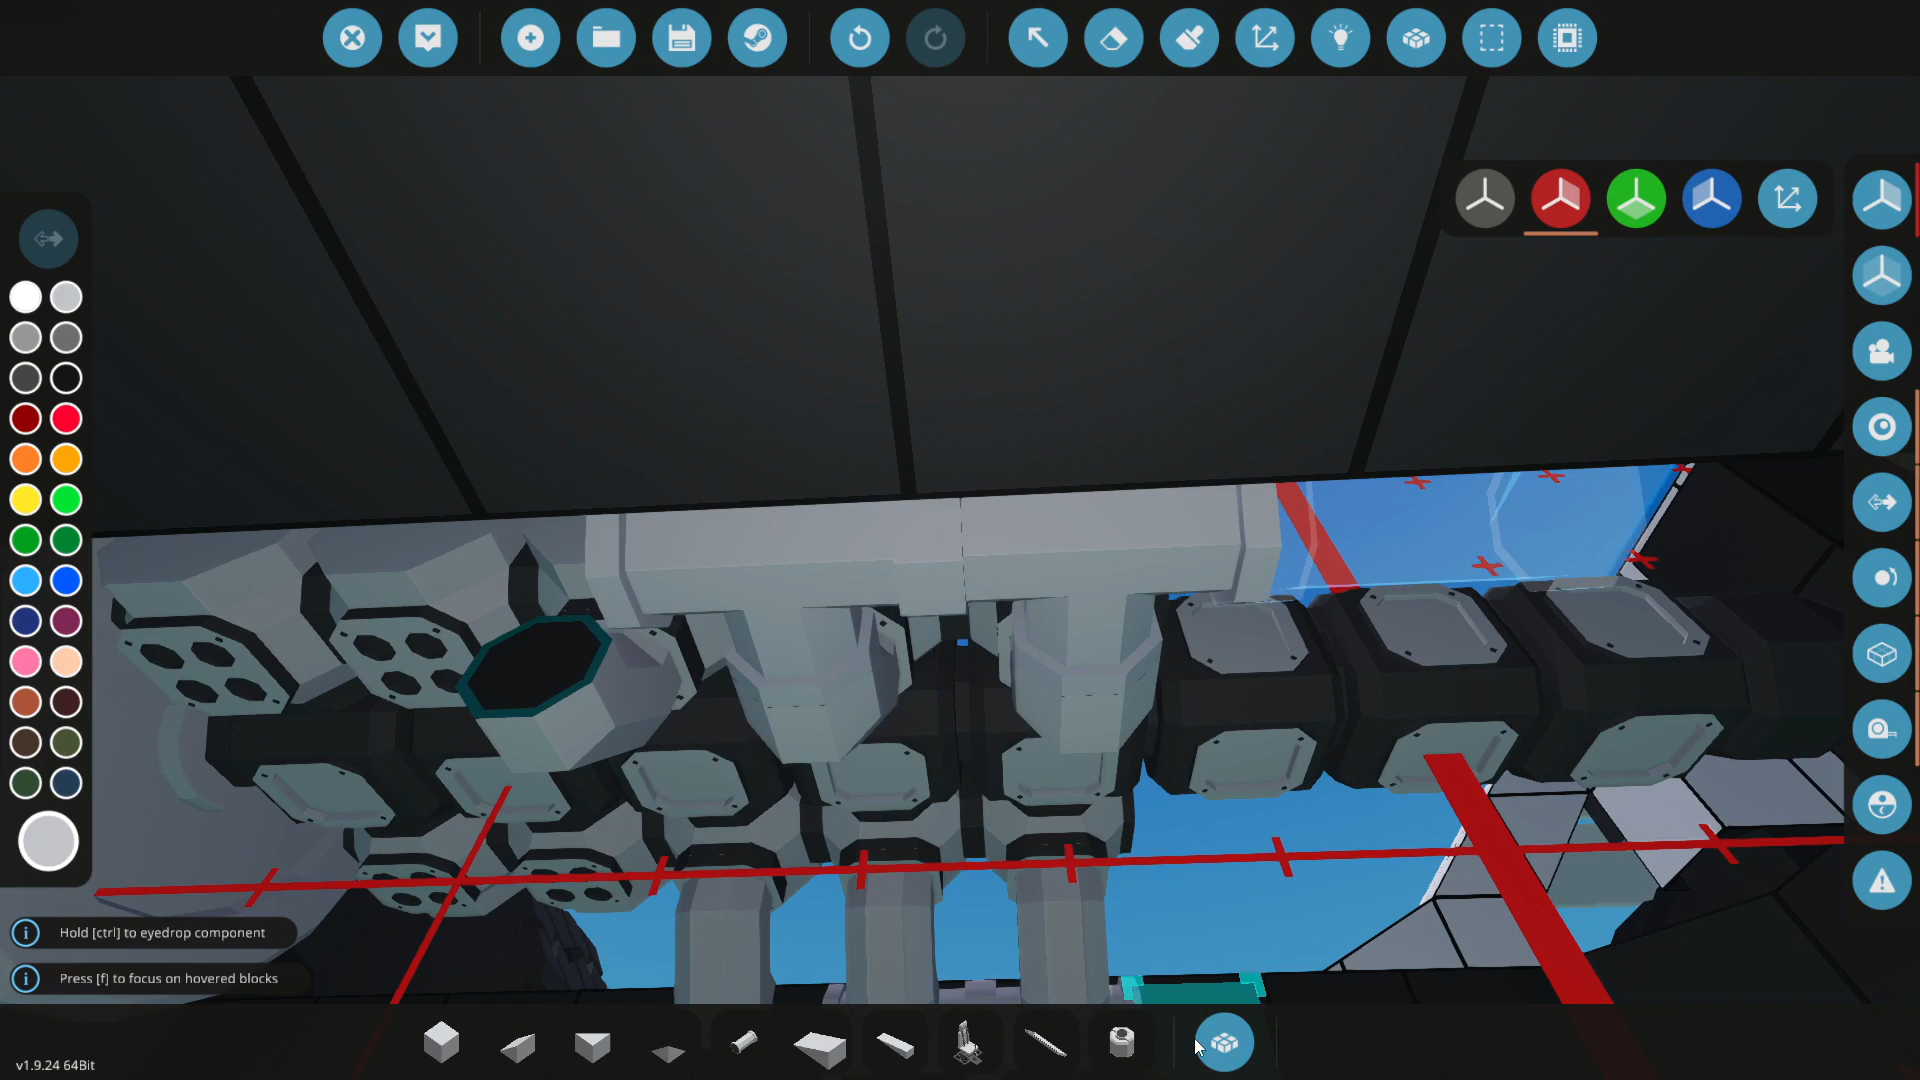 Hold [ctrl] to eyedrop component
Press [f] to focus on hovered blocks
v1.9.24 64Bit